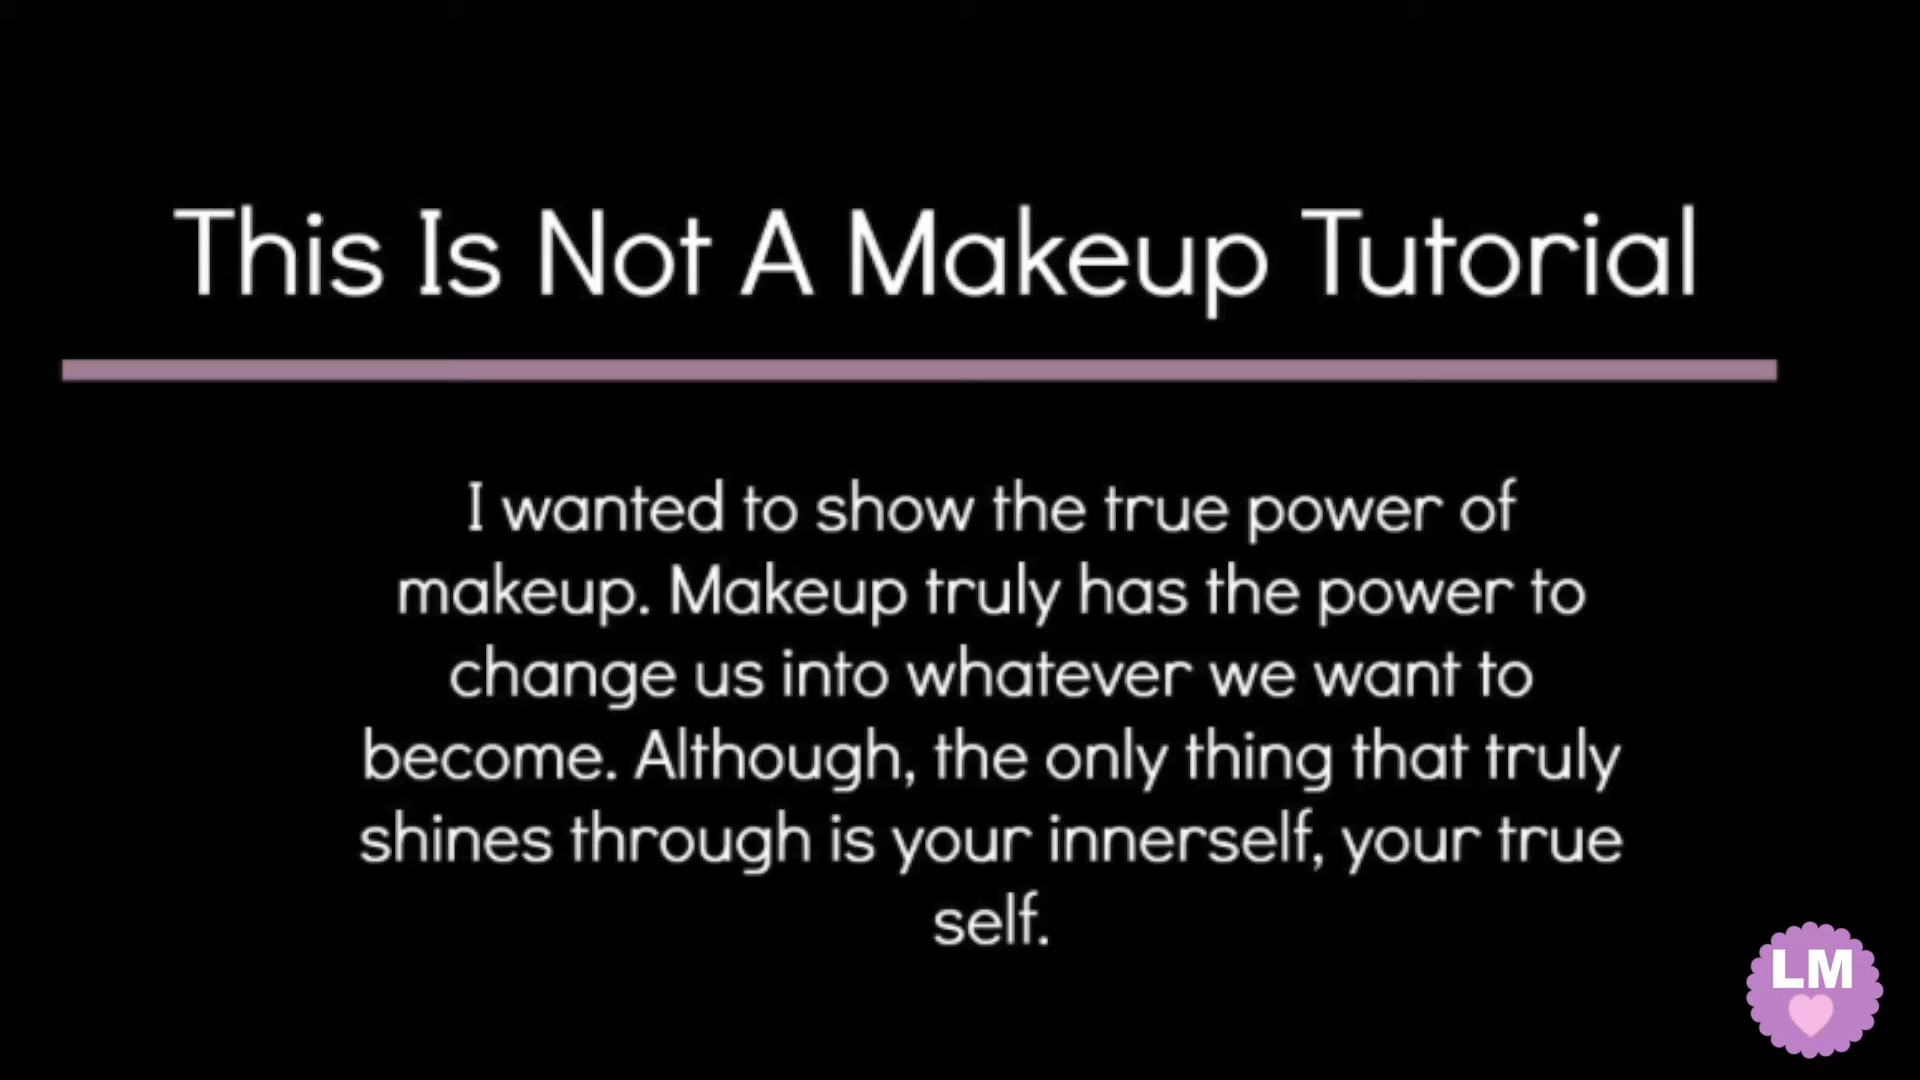 This Is Not A Makeup Tutorial
I wanted to show the true power of
makeup. Makeup truly has the power to
change us into whatever we want to
become. Although, the only thing that truly
shines through is your innerself, your true
self.
LM